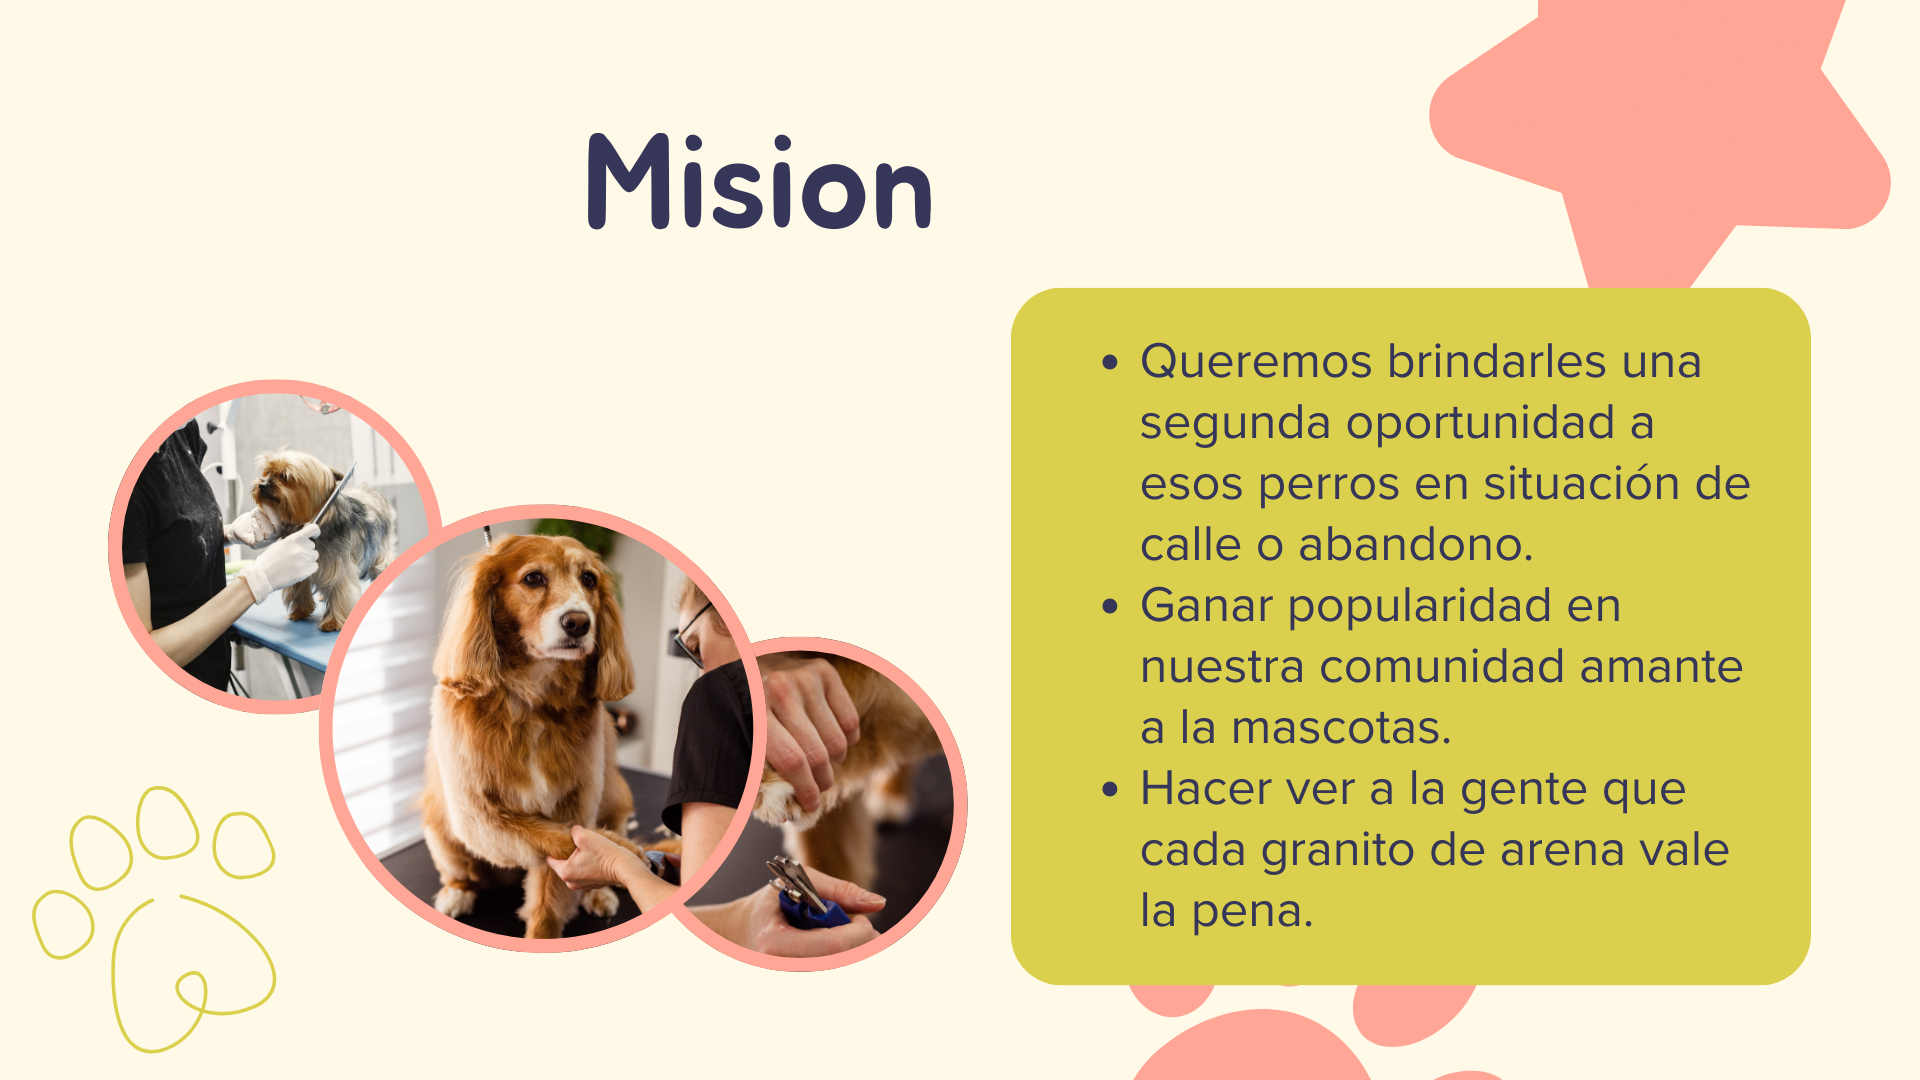 Mision
• Queremos brindarles una
segunda oportunidad a
esos perros en situación de
calle o abandono.
• Ganar popularidad en
nuestra comunidad amante
a la mascotas.
• Hacer ver a la gente que
cada granito de arena vale
la pena.